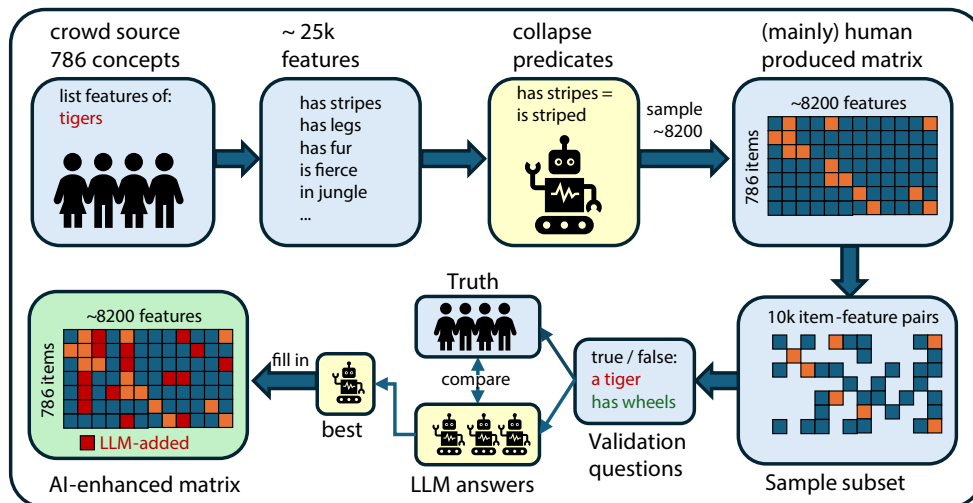 crowd source
786 concepts
list features of:
tigers
~ 25k
features
has stripes
has legs
has fur
is fierce
in jungle
...
collapse
predicates
has stripes =
is striped
sample
~8200
(mainly) human
produced matrix
~8200 features
786 items
10k item-feature pairs
Sample subset
true / false:
a tiger
has wheels
Validation
questions
Truth
compare
LLM answers
best
fill in
~8200 features
786 items
LLM-added
AI-enhanced matrix